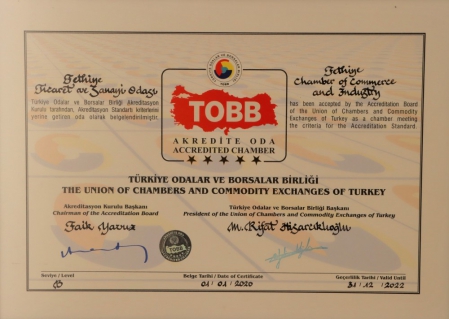 Fethiye
Ticaret ve Sanayi Odası
Türkiye Odalar ve Borsalar Birliği Akreditasyon
Kurulu tarafından, Akreditasyon Standartı kriterlerini
yerine getiren oda olarak belgelendirilmiştir.
TOBB
AKREDİTE ODA
ACCREDITED CHAMBER
Fethiye
Chamber of Commerce
and Industry
has been accepted by the Accreditation Board
of the Union of Chambers and Commodity
Exchanges of Turkey as a chamber meeting
the criteria for the Accreditation Standard.
TÜRKİYE ODALAR VE BORSALAR BİRLİĞİ
THE UNION OF CHAMBERS AND COMMODITY EXCHANGES OF TURKEY
Akreditasyon Kurulu Başkanı
Chairman of the Accreditation Board
Faik Yavuz
Türkiye Odalar ve Borsalar Birliği Başkanı
President of the Union of Chambers and Commodity Exchanges of Turkey
M. Rifat Hisarcıklıoğlu
TOBB
Seviye / Level
Belge Tarihi / Date of Certificate
01 / 01 / 2020
Geçerlilik Tarihi / Valid Until
31 / 12 / 2022